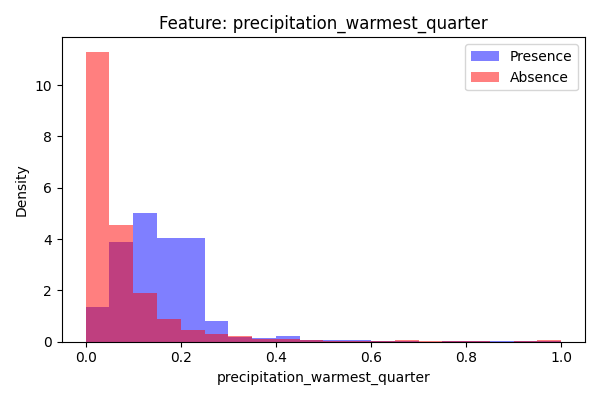 Feature: precipitation_warmest_quarter
Presence
Absence
Density
10
8
6
4
2
0
0.0 0.2 0.4 0.6 0.8 1.0
precipitation_warmest_quarter